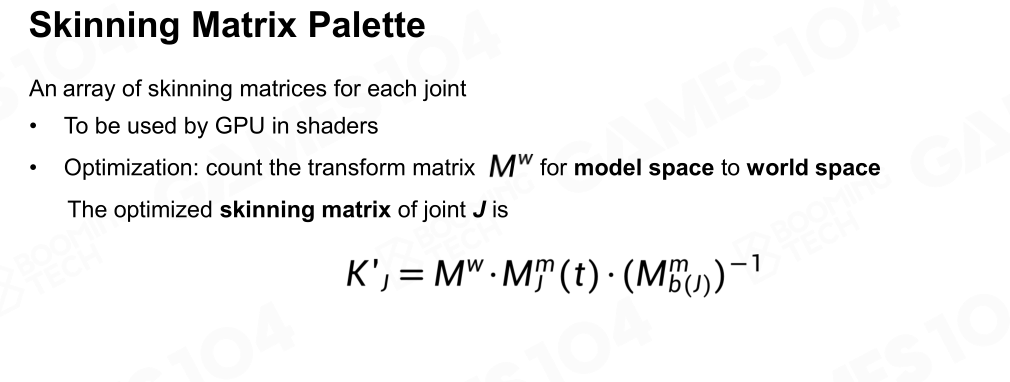 Skinning Matrix Palette
An array of skinning matrices for each joint
• To be used by GPU in shaders
• Optimization: count the transform matrix Mʷ for model space to world space
The optimized skinning matrix of joint J is
K'_J = M^w · M_J^m(t) · (M_{b(J)}^m)^{-1}
GAMES104
BOOMING TECH